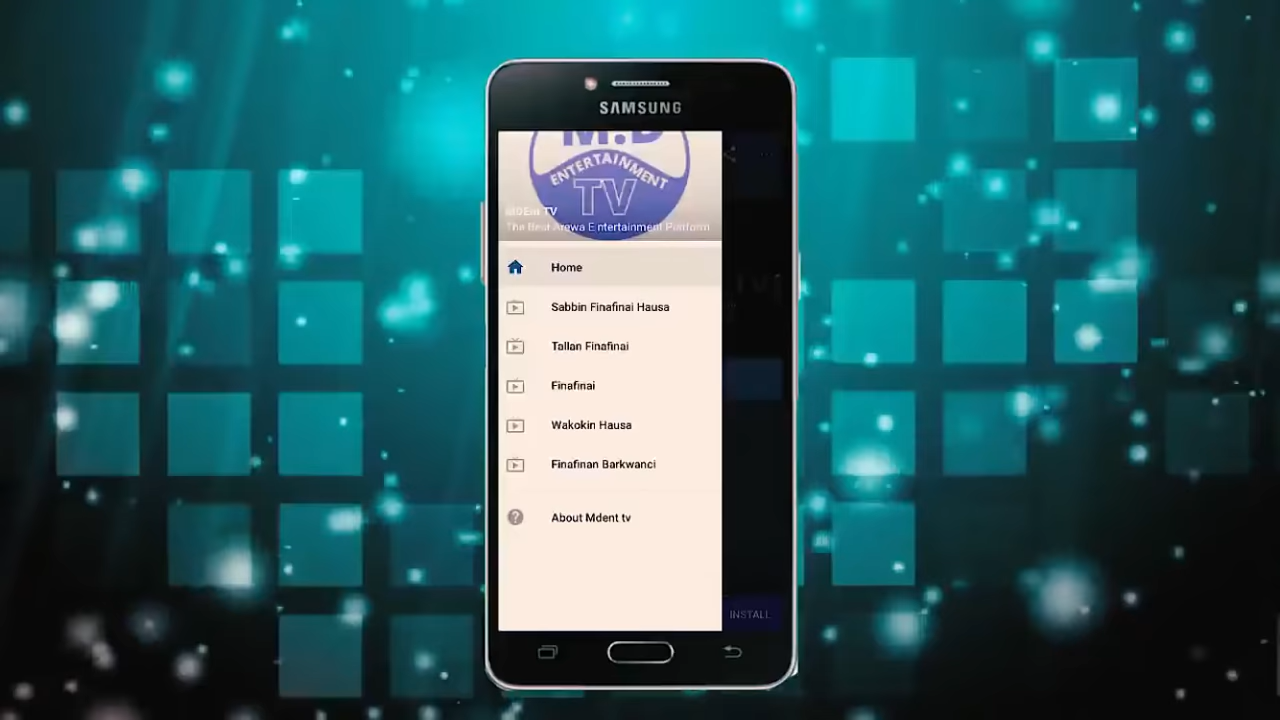 SAMSUNG
M.D
ENTERTAINMENT
TV
MDEnt TV
The Best Arewa Entertainment Platform
Home
Sabbin Finafinai Hausa
Tallan Finafinai
Finafinai
Wakokin Hausa
Finafinan Barkwanci
About Mdent tv
INSTALL